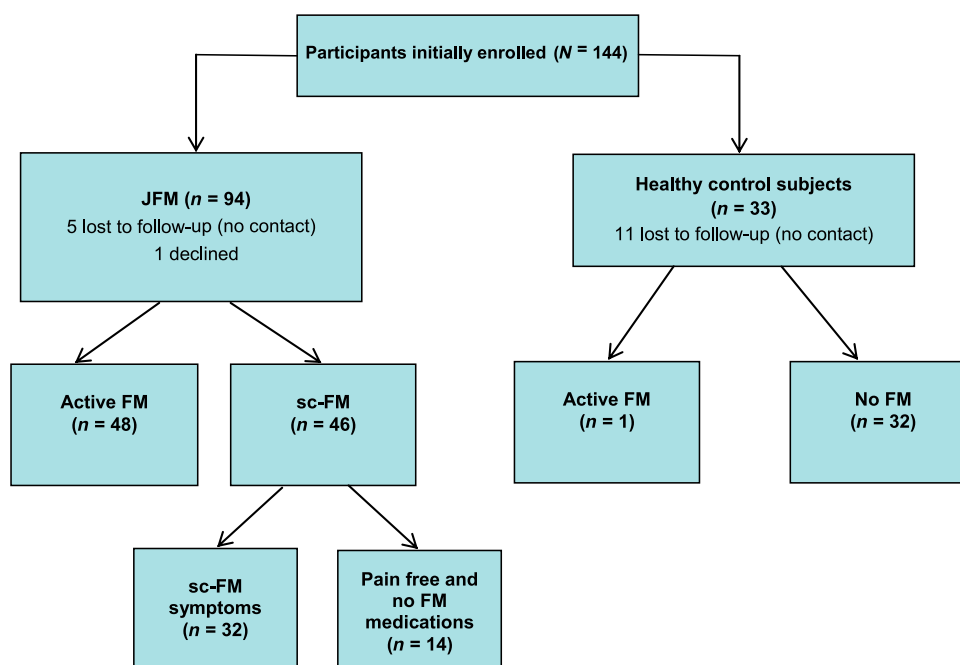 Participants initially enrolled (N = 144)
JFM (n = 94)
5 lost to follow-up (no contact)
1 declined
Healthy control subjects
(n = 33)
11 lost to follow-up (no contact)
Active FM
(n = 48)
sc-FM
(n = 46)
Active FM
(n = 1)
No FM
(n = 32)
sc-FM
symptoms
(n = 32)
Pain free and
no FM
medications
(n = 14)